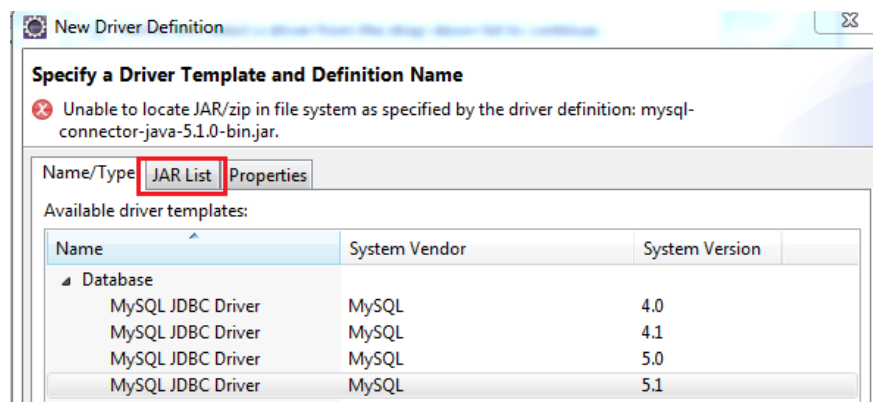 New Driver Definition
Specify a Driver Template and Definition Name
Unable to locate JAR/zip in file system as specified by the driver definition: mysql-
connector-java-5.1.0-bin.jar.
Name/Type JAR List Properties
Available driver templates:
Name System Vendor System Version
Database
MySQL JDBC Driver MySQL 4.0
MySQL JDBC Driver MySQL 4.1
MySQL JDBC Driver MySQL 5.0
MySQL JDBC Driver MySQL 5.1